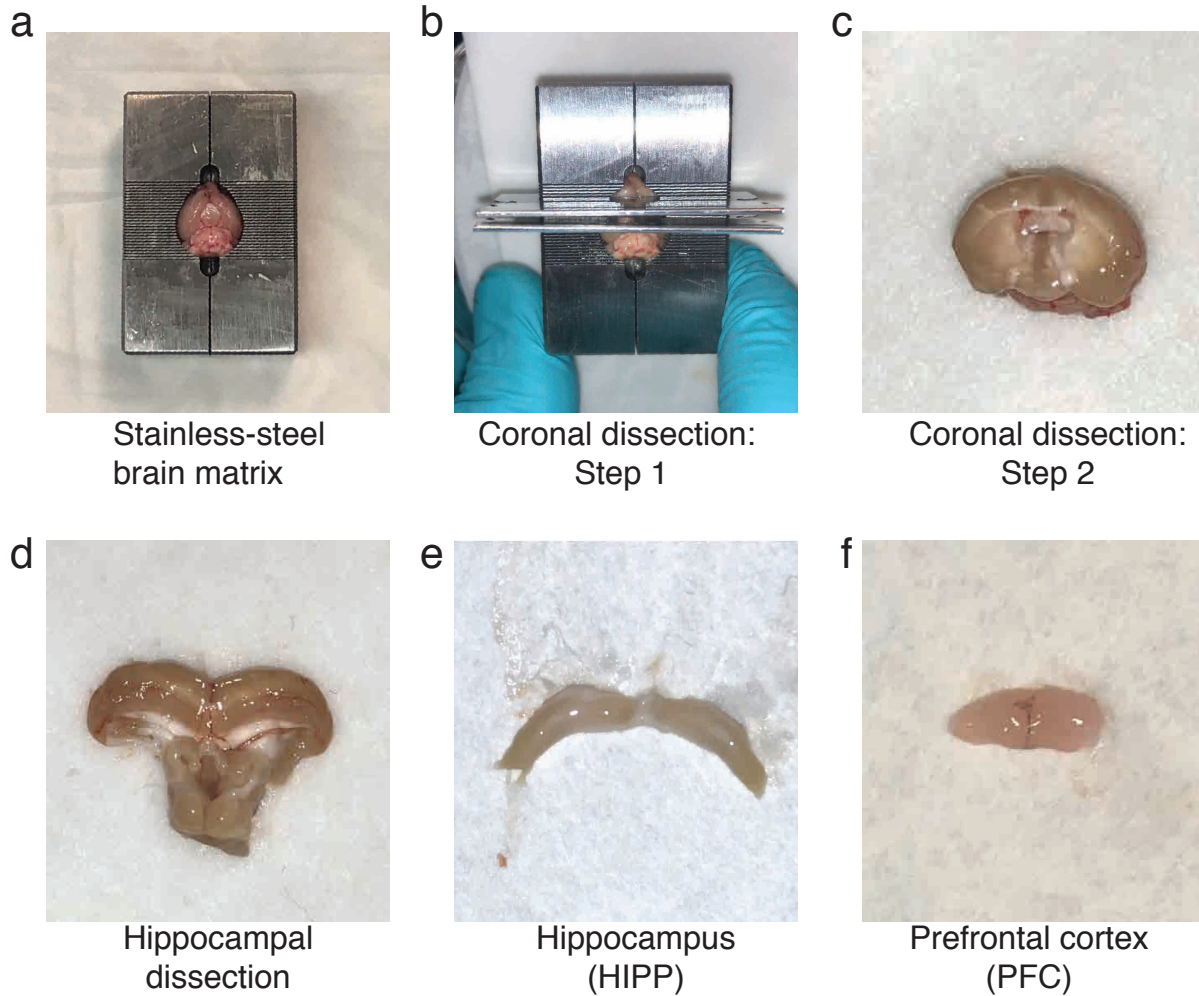 a
b
c
Stainless-steel
brain matrix
Coronal dissection:
Step 1
Coronal dissection:
Step 2
d
e
f
Hippocampal
dissection
Hippocampus
(HIPP)
Prefrontal cortex
(PFC)